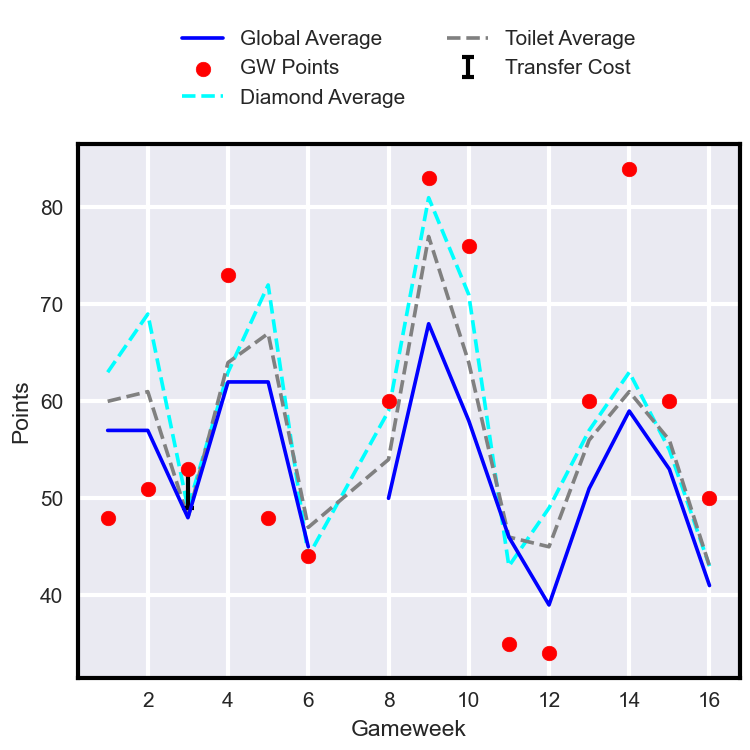 Global Average
GW Points
Diamond Average
Toilet Average
Transfer Cost
80
70
60
50
40
Points
2 4 6 8 10 12 14 16
Gameweek